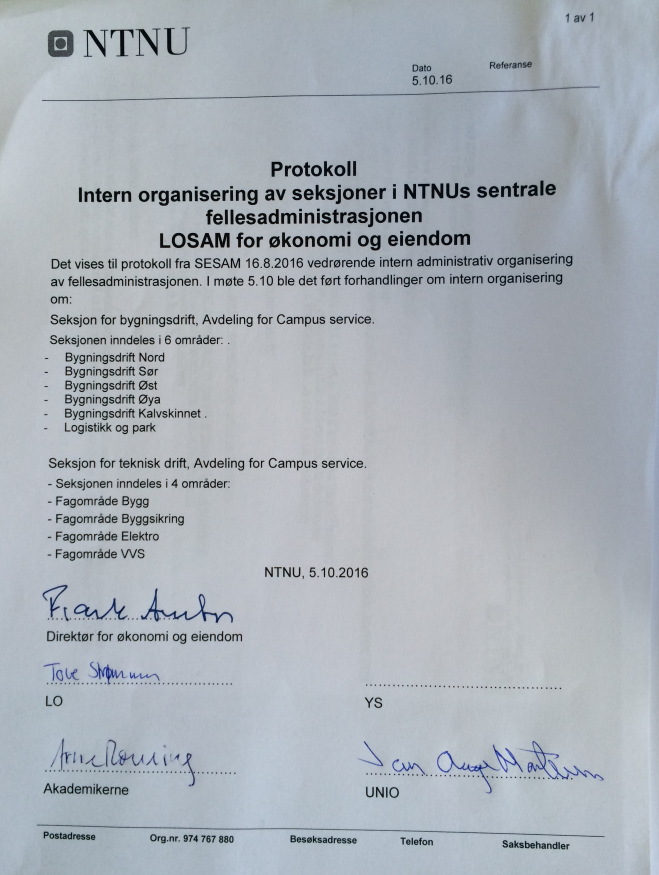 1 av 1
NTNU
Dato
Referanse
5.10.16
Protokoll
Intern organisering av seksjoner i NTNUs sentrale
fellesadministrasjonen
LOSAM for økonomi og eiendom
Det vises til protokoll fra SESAM 16.8.2016 vedrørende intern administrativ organisering
av fellesadministrasjonen. I møte 5.10 ble det ført forhandlinger om intern organisering
om:
Seksjon for bygningsdrift, Avdeling for Campus service.
Seksjonen inndeles i 6 områder: .
- Bygningsdrift Nord
- Bygningsdrift Sør
- Bygningsdrift Øst
- Bygningsdrift Øya
- Bygningsdrift Kalvskinnet .
- Logistikk og park
Seksjon for teknisk drift, Avdeling for Campus service.
- Seksjonen inndeles i 4 områder:
- Fagområde Bygg
- Fagområde Byggsikring
- Fagområde Elektro
- Fagområde VVS
NTNU, 5.10.2016
Frank
Direktør for økonomi og eiendom
Tove
LO
YS
Arne
Jan Åge
Akademikerne
UNIO
Postadresse Org.nr. 974 767 880 Besøksadresse Telefon Saksbehandler